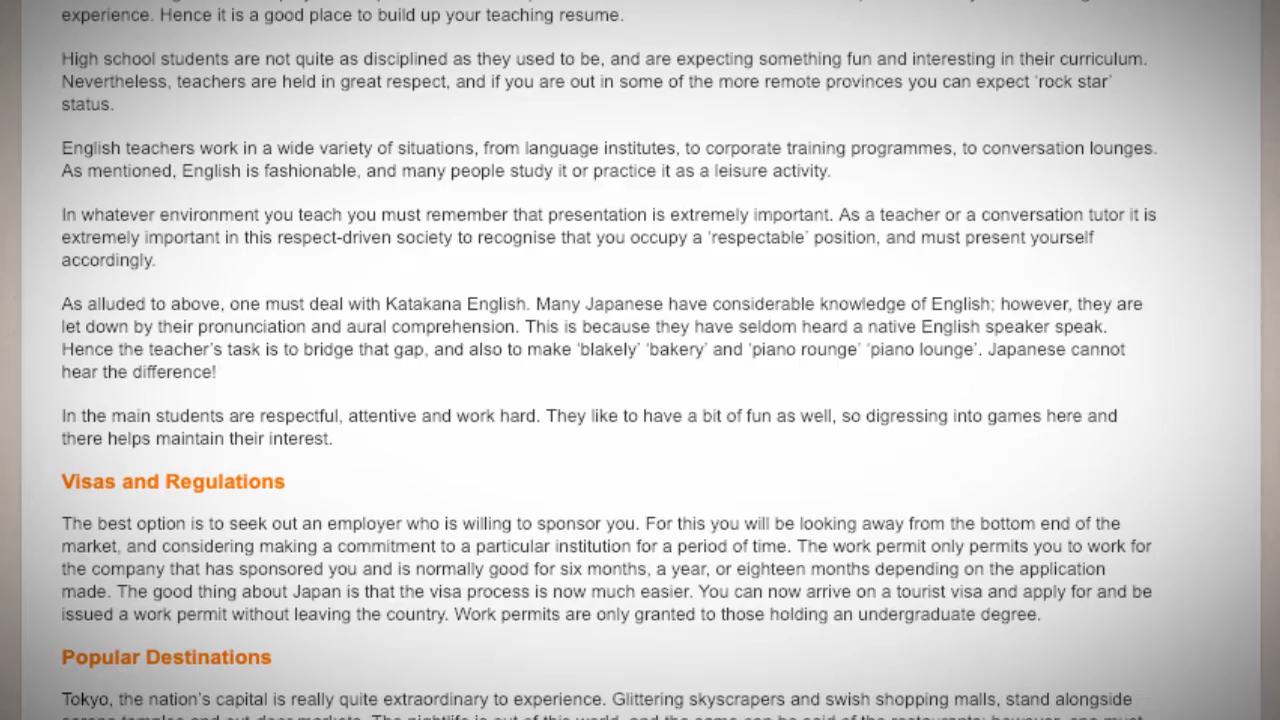 experience. Hence it is a good place to build up your teaching resume.
High school students are not quite as disciplined as they used to be, and are expecting something fun and interesting in their curriculum.
Nevertheless, teachers are held in great respect, and if you are out in some of the more remote provinces you can expect 'rock star'
status.
English teachers work in a wide variety of situations, from language institutes, to corporate training programmes, to conversation lounges.
As mentioned, English is fashionable, and many people study it or practice it as a leisure activity.
In whatever environment you teach you must remember that presentation is extremely important. As a teacher or a conversation tutor it is
extremely important in this respect-driven society to recognise that you occupy a 'respectable' position, and must present yourself
accordingly.
As alluded to above, one must deal with Katakana English. Many Japanese have considerable knowledge of English; however, they are
let down by their pronunciation and aural comprehension. This is because they have seldom heard a native English speaker speak.
Hence the teacher's task is to bridge that gap, and also to make 'blakely' 'bakery' and 'piano rounge' 'piano lounge'. Japanese cannot
hear the difference!
In the main students are respectful, attentive and work hard. They like to have a bit of fun as well, so digressing into games here and
there helps maintain their interest.
Visas and Regulations
The best option is to seek out an employer who is willing to sponsor you. For this you will be looking away from the bottom end of the
market, and considering making a commitment to a particular institution for a period of time. The work permit only permits you to work for
the company that has sponsored you and is normally good for six months, a year, or eighteen months depending on the application
made. The good thing about Japan is that the visa process is now much easier. You can now arrive on a tourist visa and apply for and be
issued a work permit without leaving the country. Work permits are only granted to those holding an undergraduate degree.
Popular Destinations
Tokyo, the nation's capital is really quite extraordinary to experience. Glittering skyscrapers and swish shopping malls, stand alongside